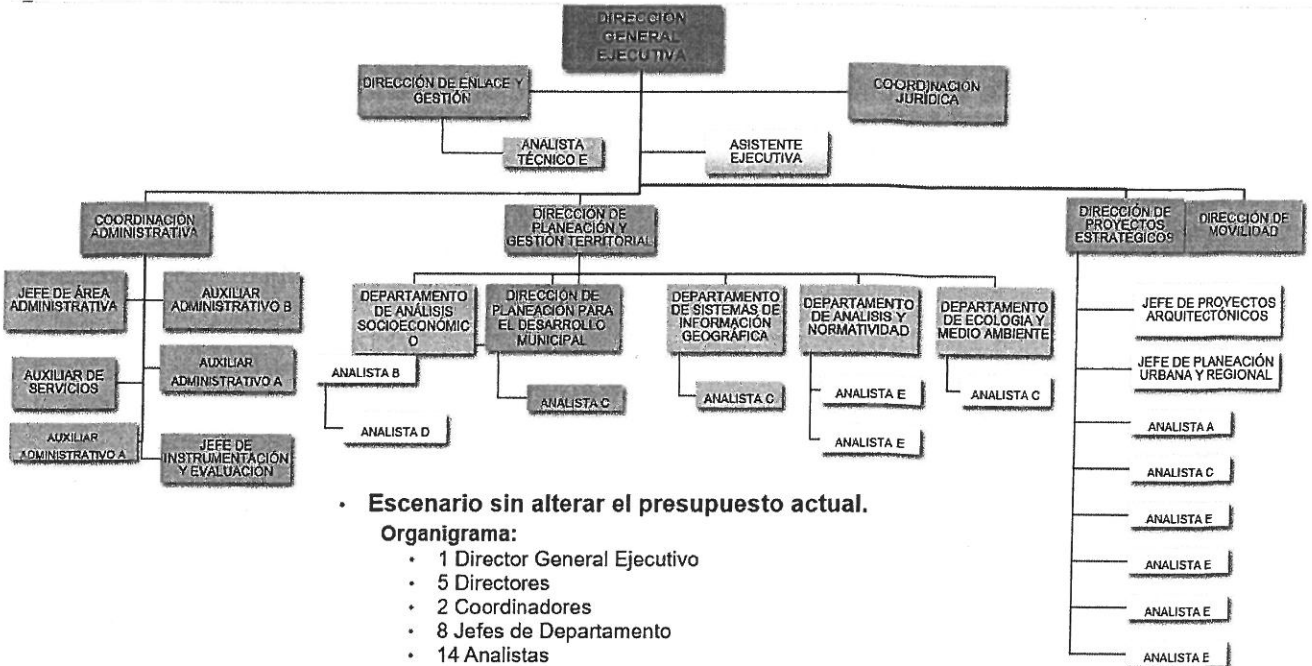 DIRECCIÓN
GENERAL
EJECUTIVA
DIRECCIÓN DE ENLACE Y
GESTIÓN
COORDINACIÓN
JURÍDICA
ANALISTA
TÉCNICO E
ASISTENTE
EJECUTIVA
COORDINACIÓN
ADMINISTRATIVA
DIRECCIÓN DE
PLANEACIÓN Y
GESTIÓN TERRITORIAL
DIRECCIÓN DE
PROYECTOS
ESTRATÉGICOS
DIRECCIÓN DE
MOVILIDAD
JEFE DE ÁREA
ADMINISTRATIVA
AUXILIAR
ADMINISTRATIVO B
AUXILIAR DE
SERVICIOS
AUXILIAR
ADMINISTRATIVO A
AUXILIAR
ADMINISTRATIVO A
JEFE DE
INSTRUMENTACIÓN
Y EVALUACIÓN
DEPARTAMENTO
DE ANÁLISIS
SOCIOECONÓMIC
O
ANALISTA B
ANALISTA D
DIRECCIÓN DE
PLANEACIÓN PARA
EL DESARROLLO
MUNICIPAL
ANALISTA C
DEPARTAMENTO
DE SISTEMAS DE
INFORMACIÓN
GEOGRÁFICA
ANALISTA C
DEPARTAMENTO
DE ANALISIS Y
NORMATIVIDAD
ANALISTA E
ANALISTA E
DEPARTAMENTO
DE ECOLOGIA Y
MEDIO AMBIENTE
ANALISTA C
JEFE DE PROYECTOS
ARQUITECTÓNICOS
JEFE DE PLANEACIÓN
URBANA Y REGIONAL
ANALISTA A
ANALISTA C
ANALISTA E
ANALISTA E
ANALISTA E
ANALISTA E
• Escenario sin alterar el presupuesto actual.
Organigrama:
• 1 Director General Ejecutivo
• 5 Directores
• 2 Coordinadores
• 8 Jefes de Departamento
• 14 Analistas